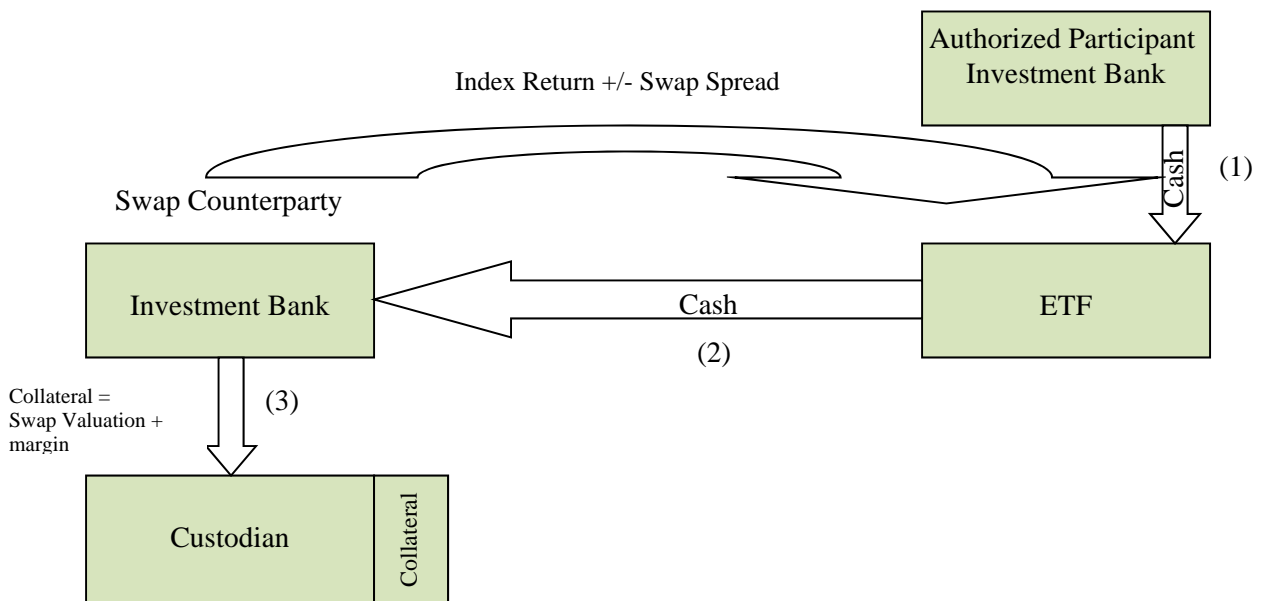 Authorized Participant
Investment Bank
Index Return +/- Swap Spread
Cash
(1)
Swap Counterparty
Investment Bank
Cash
ETF
(2)
Collateral =
Swap Valuation +
margin
(3)
Custodian
Collateral